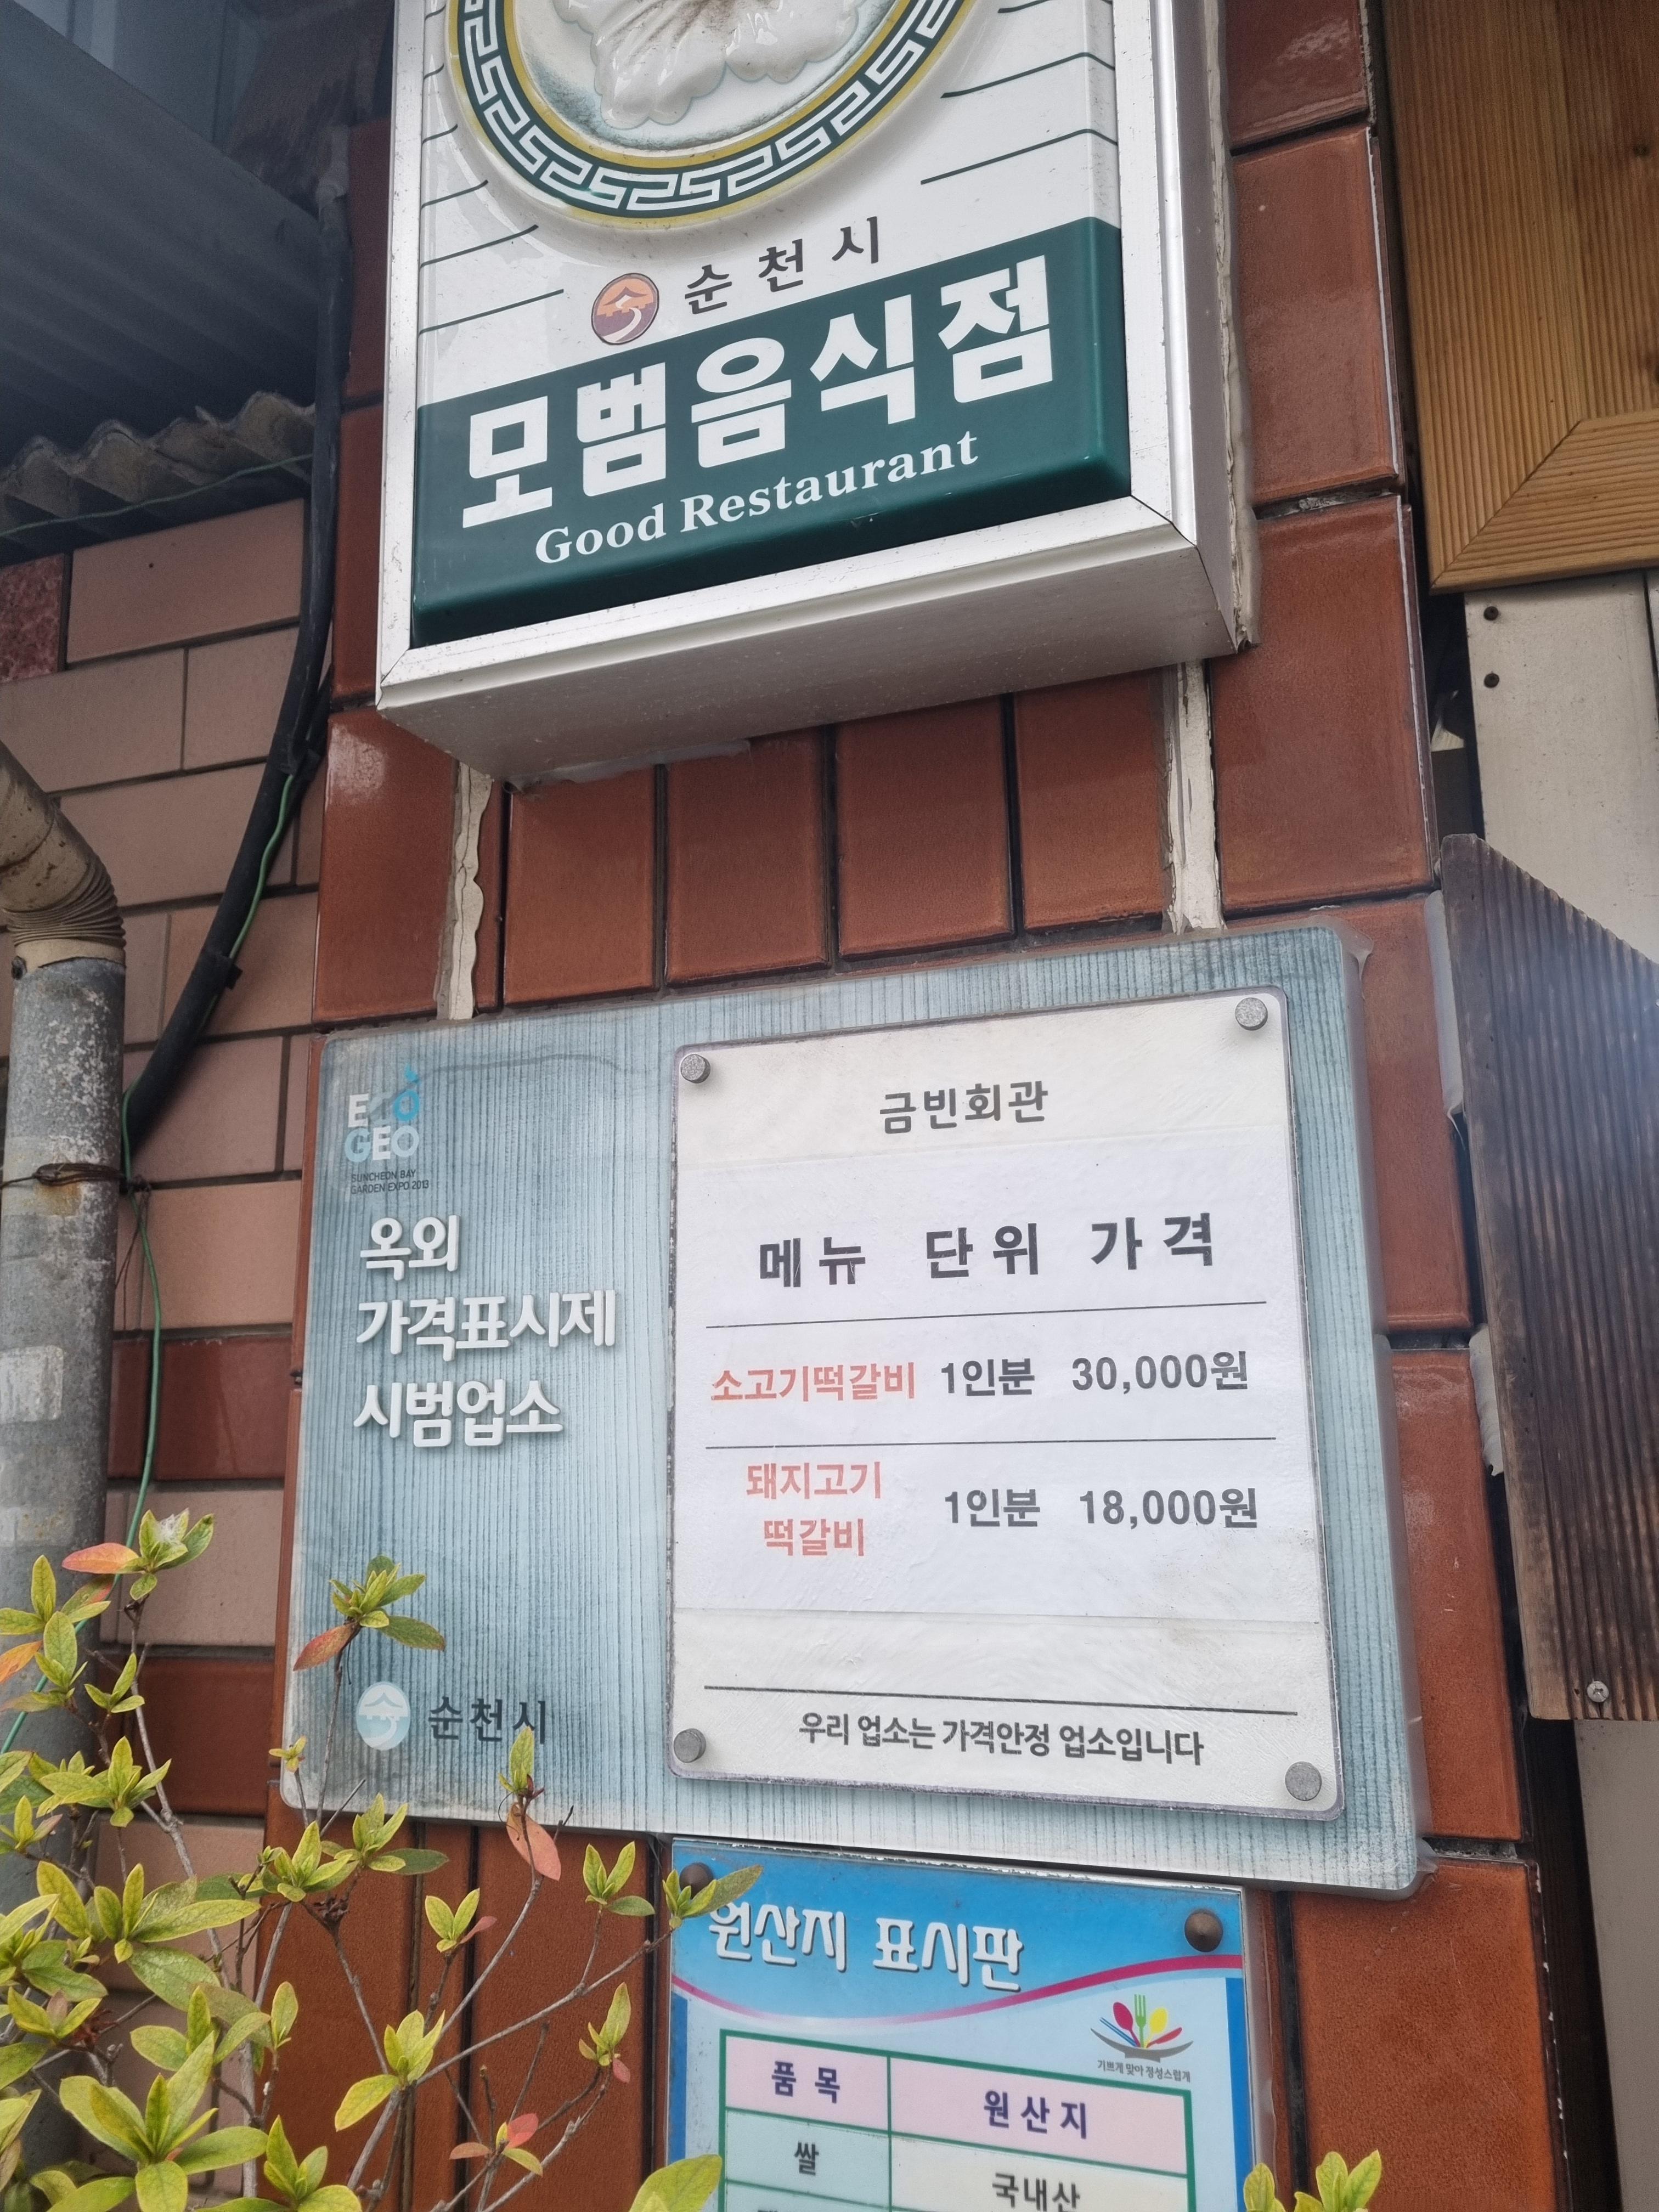 순천시
모범음식점
Good Restaurant
ECO
GEO
SUNCHEON BAY
GARDEN EXPO 2013
옥외
가격표시제
시범업소
순천시
금빈회관
메뉴 단위 가격
소고기떡갈비 1인분 30,000원
돼지고기
떡갈비 1인분 18,000원
우리 업소는 가격안정 업소입니다
원산지 표시판
기쁘게 맞아 정성스럽게
품목 원산지
쌀 국내산